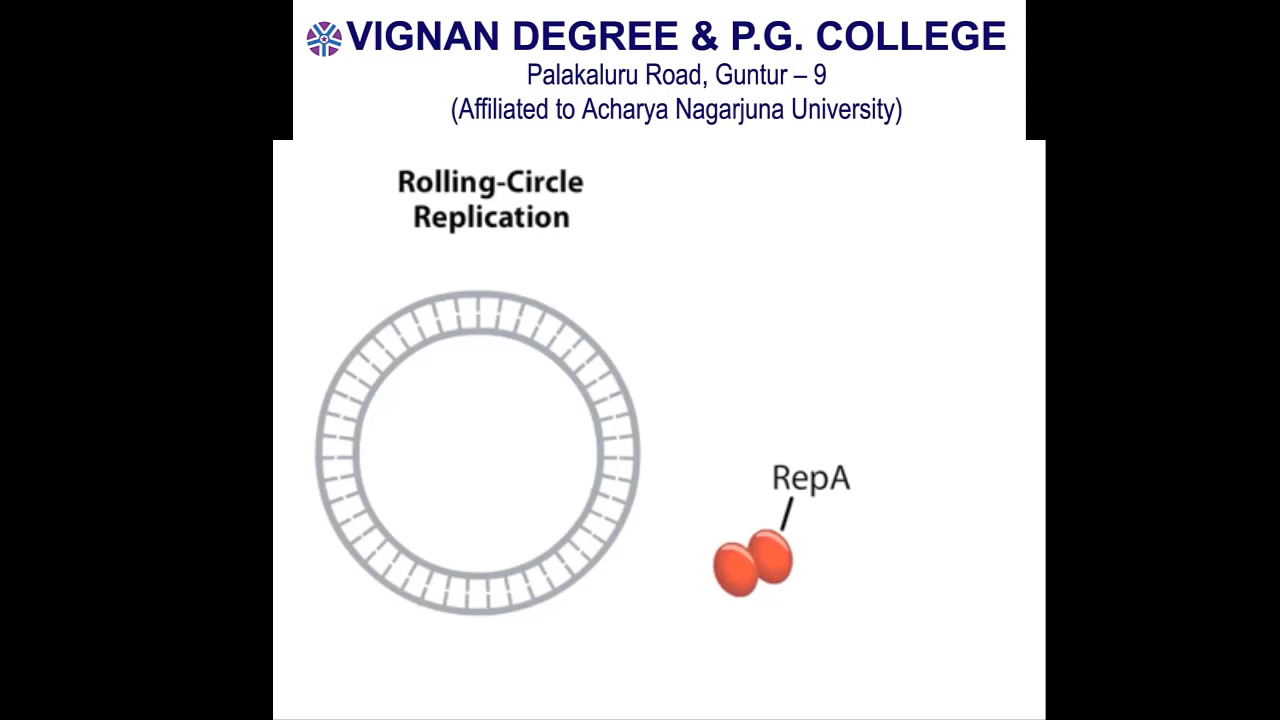 VIGNAN DEGREE & P.G. COLLEGE
Palakaluru Road, Guntur – 9
(Affiliated to Acharya Nagarjuna University)
Rolling-Circle
Replication
RepA